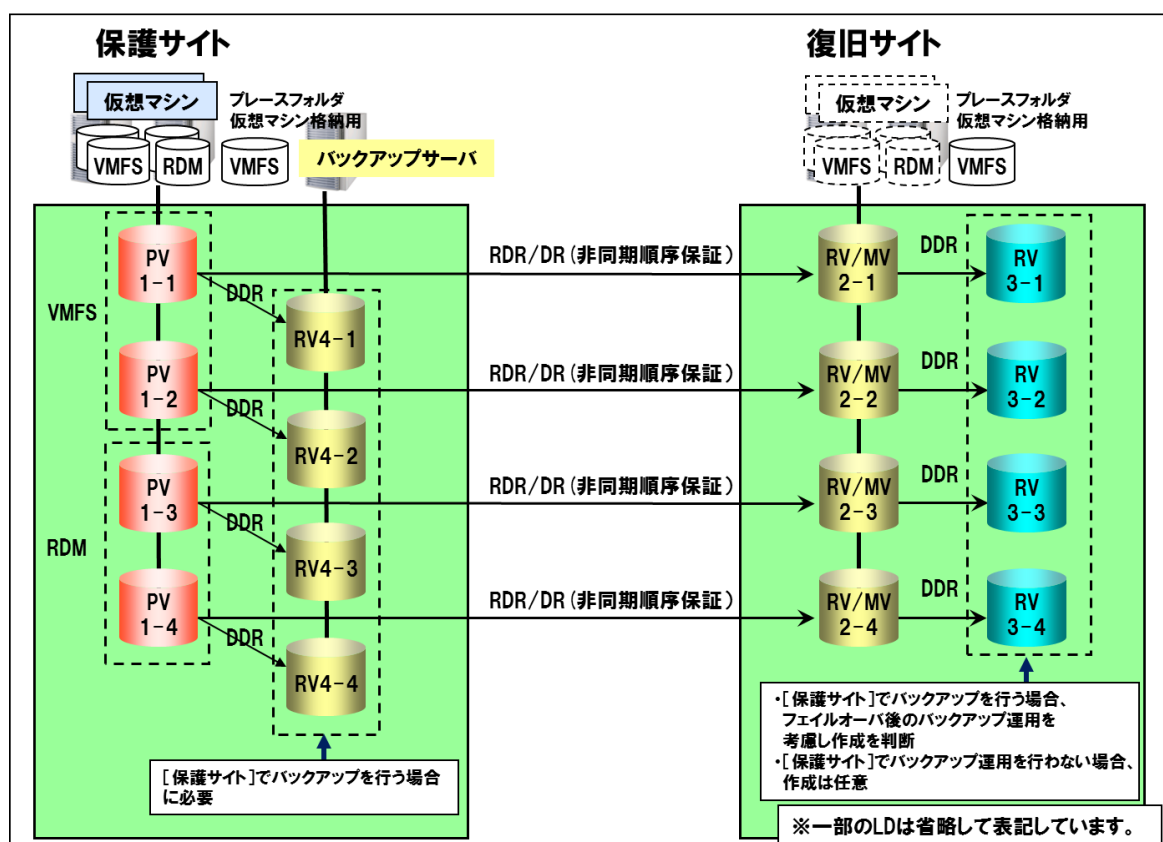 保護サイト
仮想マシン
プレースフォルダ
仮想マシン格納用
VMFS
RDM
VMFS
バックアップサーバ
VMFS
PV
1-1
PV
1-2
RDM
PV
1-3
PV
1-4
DDR
DDR
DDR
DDR
RV4-1
RV4-2
RV4-3
RV4-4
[保護サイト]でバックアップを行う場合
に必要
RDR/DR(非同期順序保証)
RDR/DR(非同期順序保証)
RDR/DR(非同期順序保証)
RDR/DR(非同期順序保証)
復旧サイト
仮想マシン
プレースフォルダ
仮想マシン格納用
VMFS
RDM
VMFS
RV/MV
2-1
RV/MV
2-2
RV/MV
2-3
RV/MV
2-4
DDR
DDR
DDR
DDR
RV
3-1
RV
3-2
RV
3-3
RV
3-4
・[保護サイト]でバックアップを行う場合、
フェイルオーバ後のバックアップ運用を
考慮し作成を判断
・[保護サイト]でバックアップ運用を行わない場合、
作成は任意
※一部のLDは省略して表記しています。